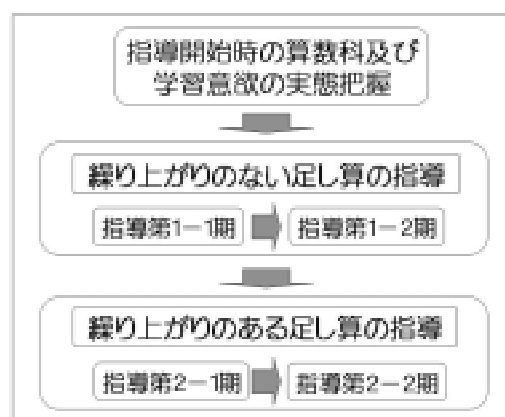 指導開始時の算数科及び
学習意欲の実態把握
繰り上がりのない足し算の指導
指導第1－1期
指導第1－2期
繰り上がりのある足し算の指導
指導第2－1期
指導第2－2期